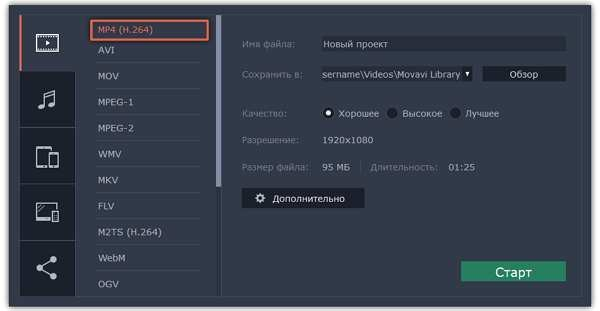 MP4 (H.264)
AVI
MOV
MPEG-1
MPEG-2
WMV
MKV
FLV
M2TS (H.264)
WebM
OGV
Имя файла: Новый проект
Сохранить в: sername\Videos\Movavi Library Обзор
Качество: Хорошее Высокое Лучшее
Разрешение: 1920x1080
Размер файла: 95 МБ Длительность: 01:25
Дополнительно
Старт